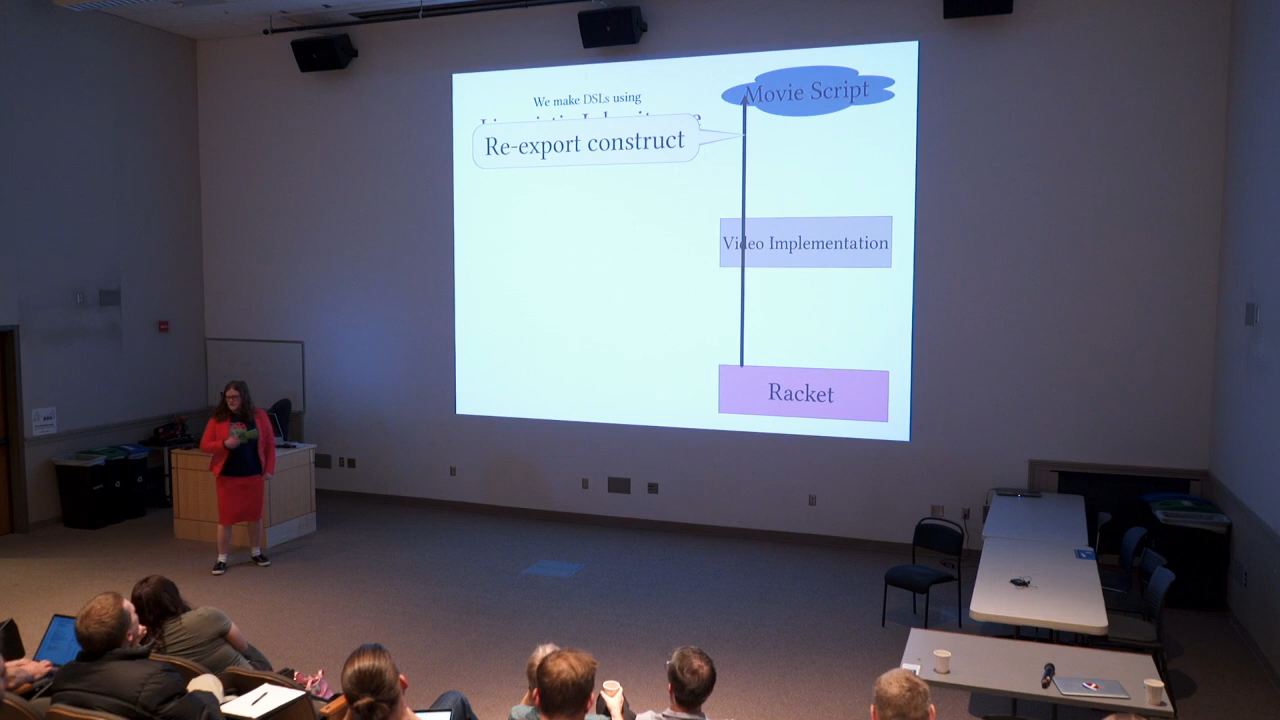 We make DSLs using
Re-export construct
Movie Script
Video Implementation
Racket